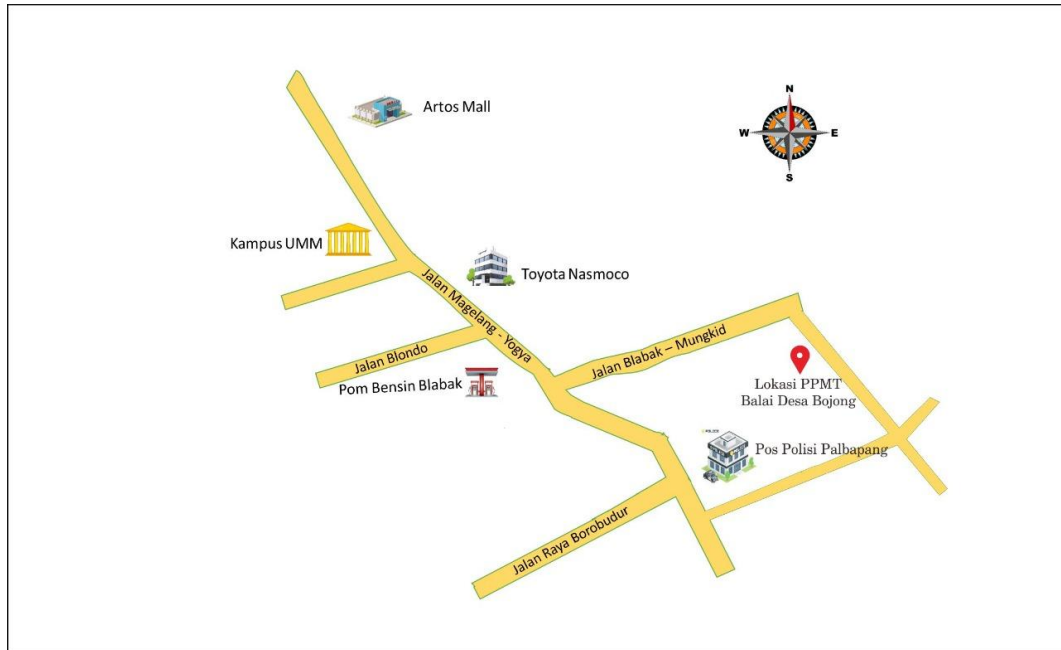 Artos Mall
N
W
E
S
Kampus UMM
Toyota Nasmoco
Jalan Magelang - Yogya
Jalan Blondo
Jalan Blabak – Mungkid
Pom Bensin Blabak
Lokasi PPMT
Balai Desa Bojong
Pos Polisi Palbapang
Jalan Raya Borobudur